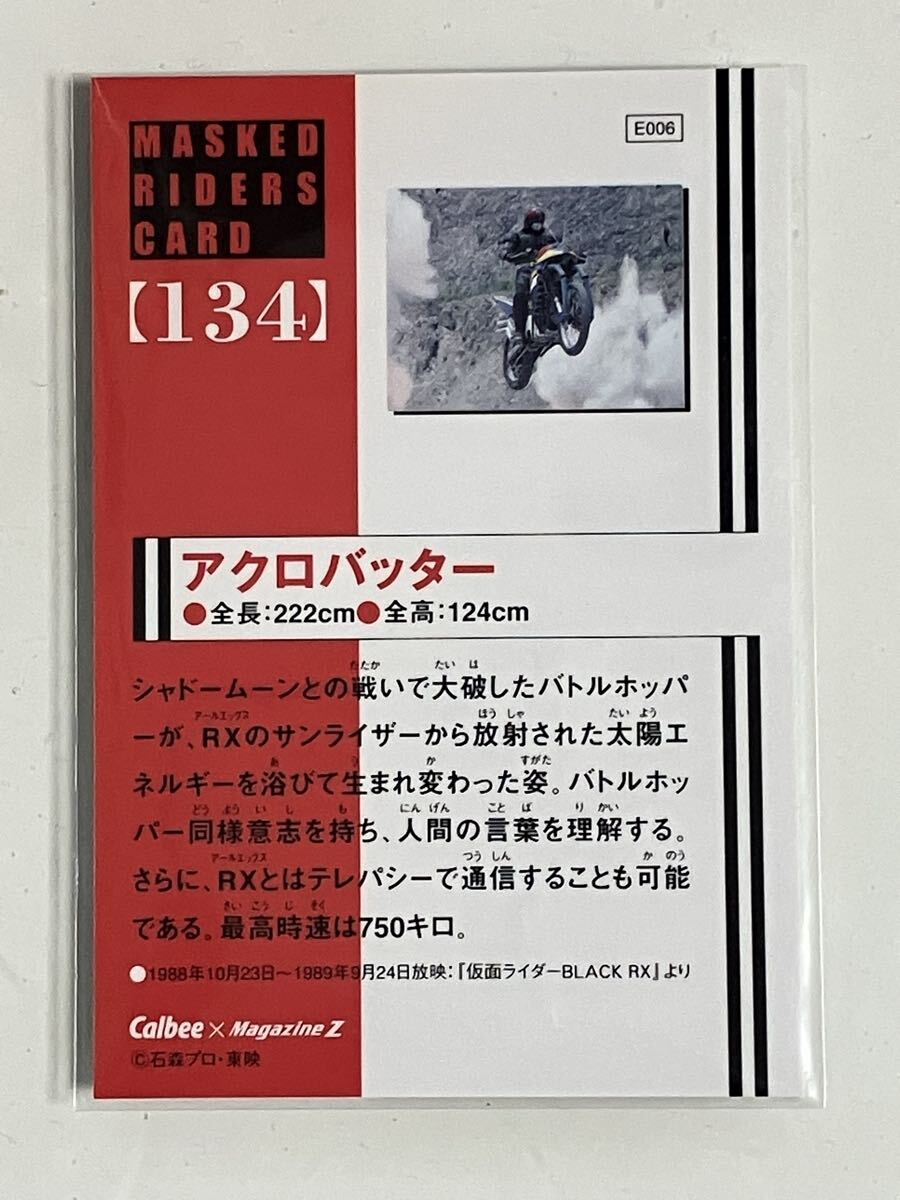 MASKED
RIDERS
CARD
【134】
E006
アクロバッター
●全長：222cm●全高：124cm
シャドームーンとの戦いで大破したバトルホッパ
ーが、RXのサンライザーから放射された太陽エ
ネルギーを浴びて生まれ変わった姿。バトルホッ
パー同様意志を持ち、人間の言葉を理解する。
さらに、RXとはテレパシーで通信することも可能
である。最高時速は750キロ。
●1988年10月23日～1989年9月24日放映：『仮面ライダーBLACK RX』より
Calbee×Magazine Z
©石森プロ・東映